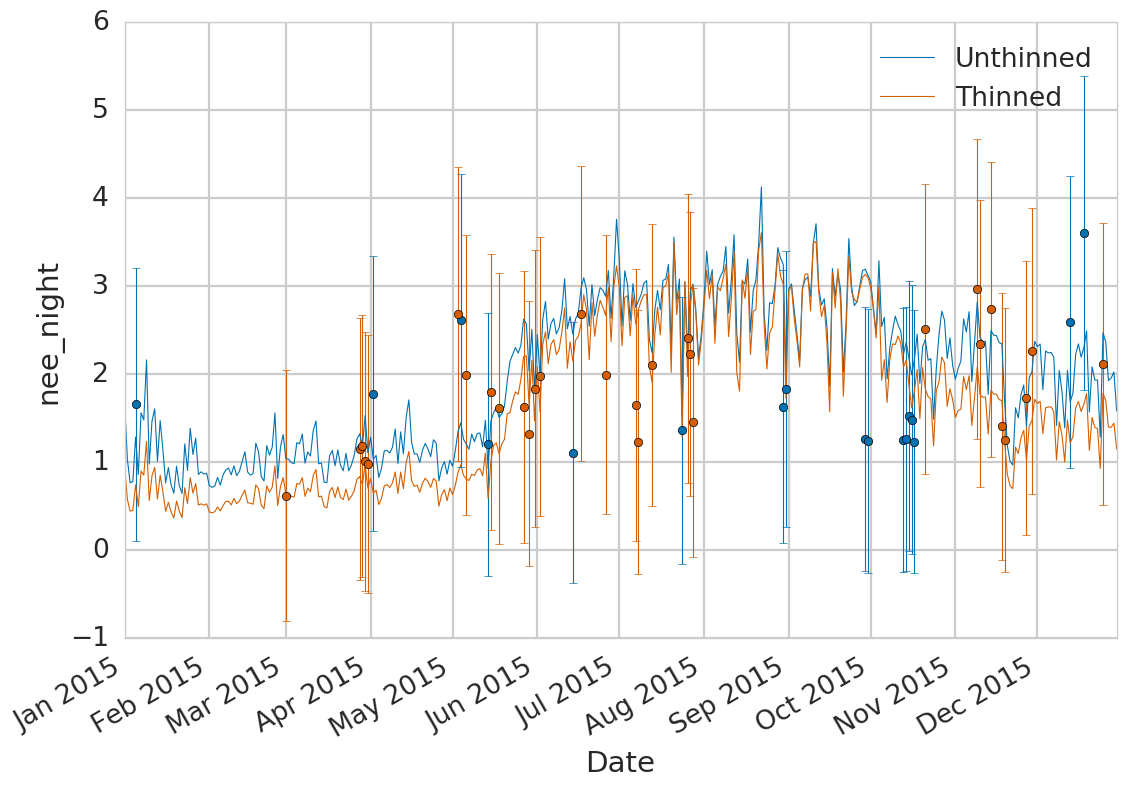 6
5
4
3
2
1
0
−1
nee_night
Unthinned
Thinned
Jan 2015
Feb 2015
Mar 2015
Apr 2015
May 2015
Jun 2015
Jul 2015
Aug 2015
Sep 2015
Oct 2015
Nov 2015
Dec 2015
Date